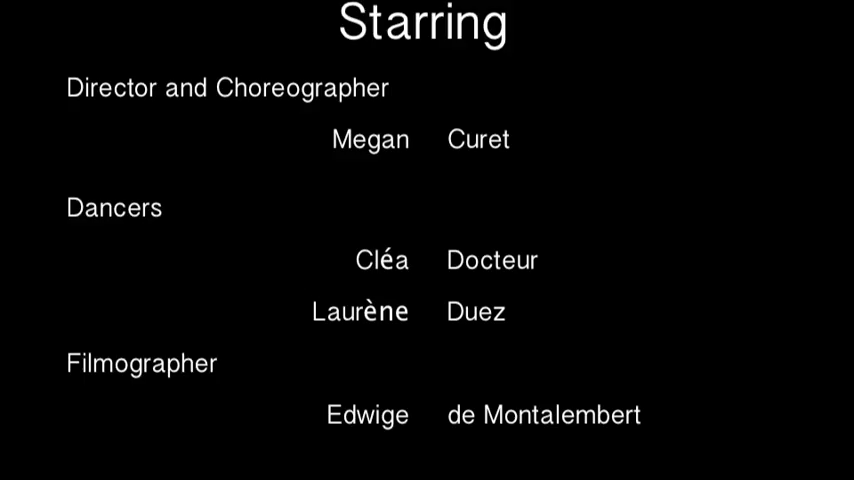 Starring
Director and Choreographer
Megan Curet
Dancers
Cléa Docteur
Laurène Duez
Filmographer
Edwige de Montalembert